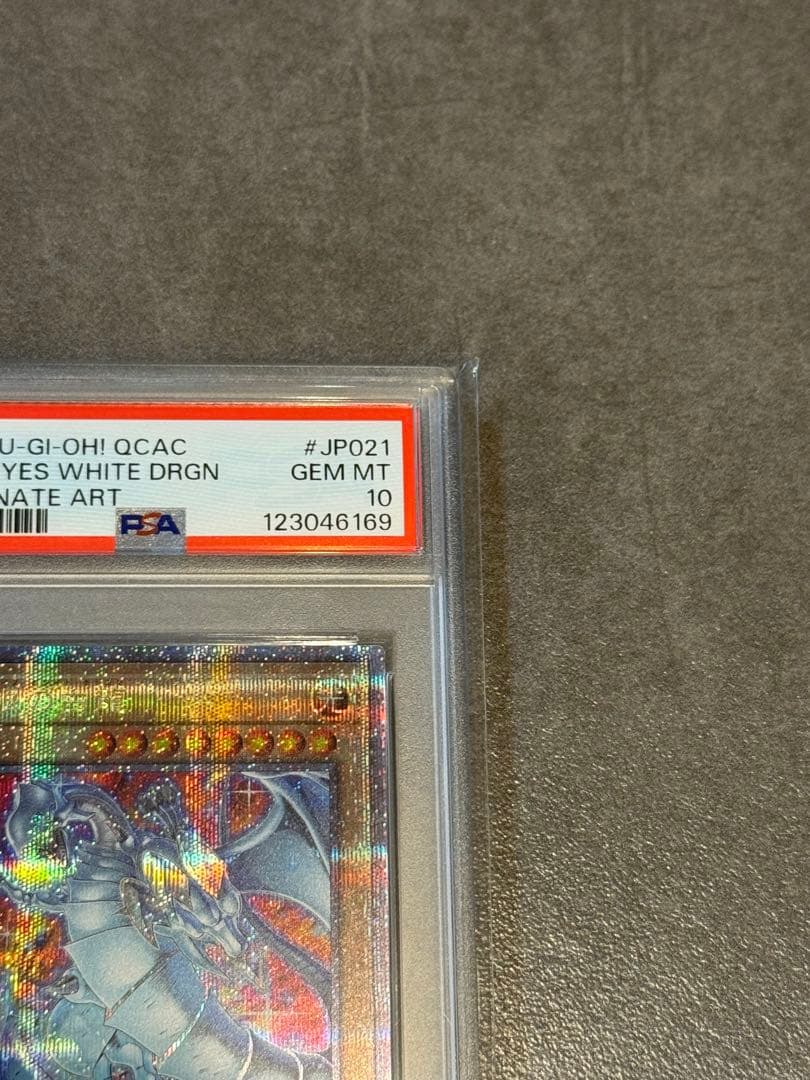 U-GI-OH! QCAC #JP021
YES WHITE DRGN GEM MT
NATE ART 10
PSA 123046169